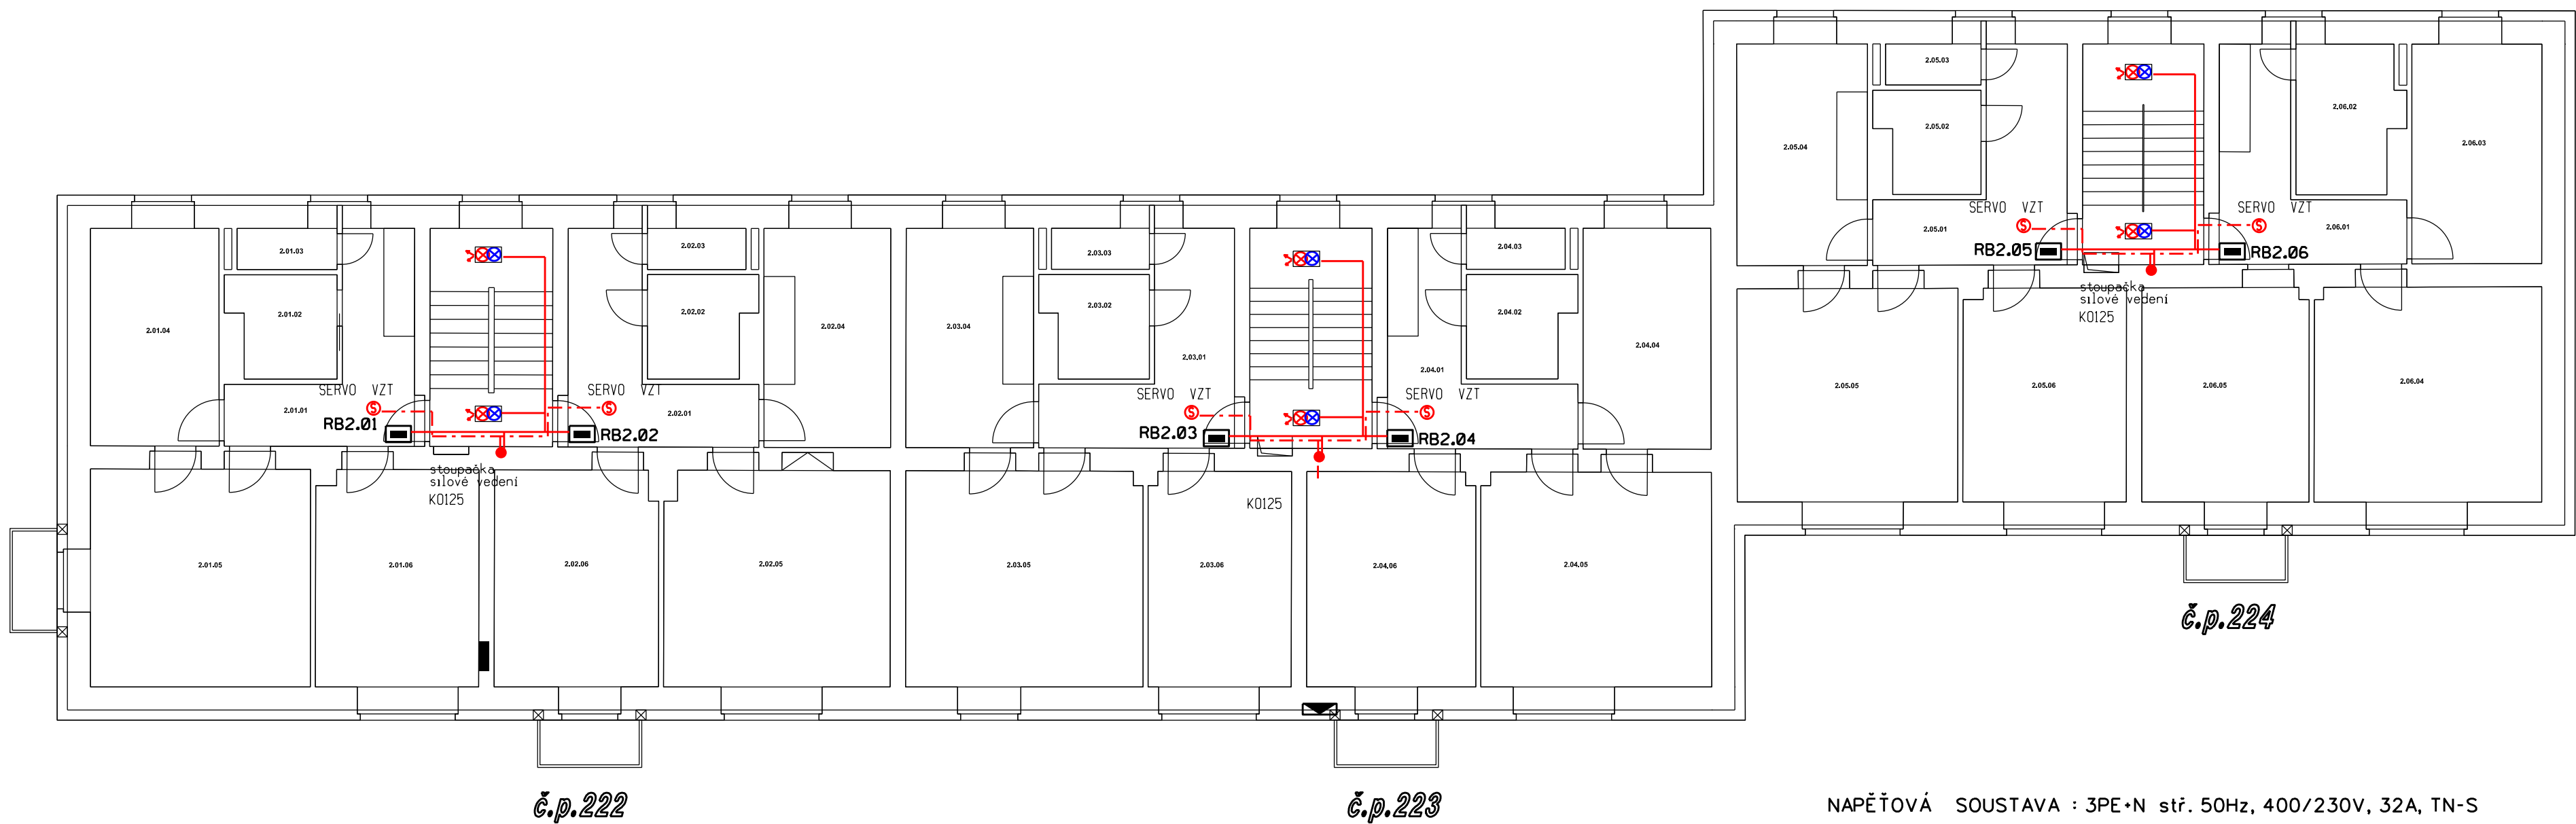 2.05.03
2.05.02
2.05.04
2.06.02
2.06.03
SERVO VZT
SERVO VZT
2.05.01
2.06.01
RB2.05
RB2.06
stoupačka
silové vedení
KO125
2.05.05
2.05.06
2.06.05
2.06.04
č.p.224
2.01.03
2.01.02
2.01.04
SERVO VZT
2.01.01
RB2.01
2.02.03
2.02.02
2.02.04
SERVO VZT
2.02.01
RB2.02
stoupačka
silové vedení
KO125
2.01.05
2.01.06
2.02.06
2.02.05
č.p.222
2.03.03
2.03.02
2.03.04
2.03.01
SERVO VZT
RB2.03
2.04.03
2.04.02
2.04.04
2.04.01
SERVO VZT
RB2.04
KO125
2.03.05
2.03.06
2.04.06
2.04.05
č.p.223
NAPĚŤOVÁ SOUSTAVA : 3PE+N stř. 50Hz, 400/230V, 32A, TN-S
S
S
S
S
S
S